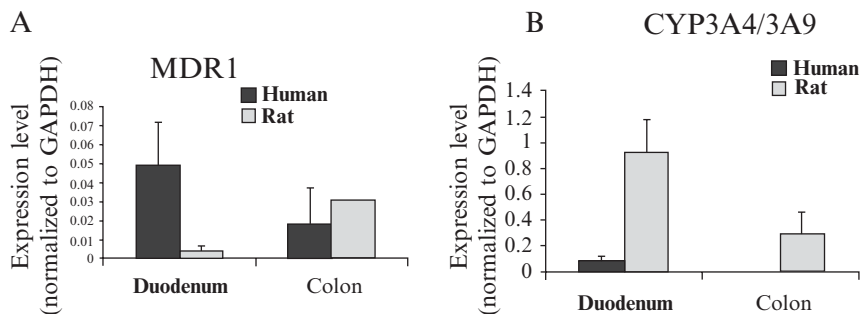 A
MDR1
Expression level
(normalized to GAPDH)
0.08
0.07
0.06
0.05
0.04
0.03
0.02
0.01
0
Human
Rat
Duodenum
Colon
B
CYP3A4/3A9
Expression level
(normalized to GAPDH)
1.4
1.2
1
0.8
0.6
0.4
0.2
0
Human
Rat
Duodenum
Colon